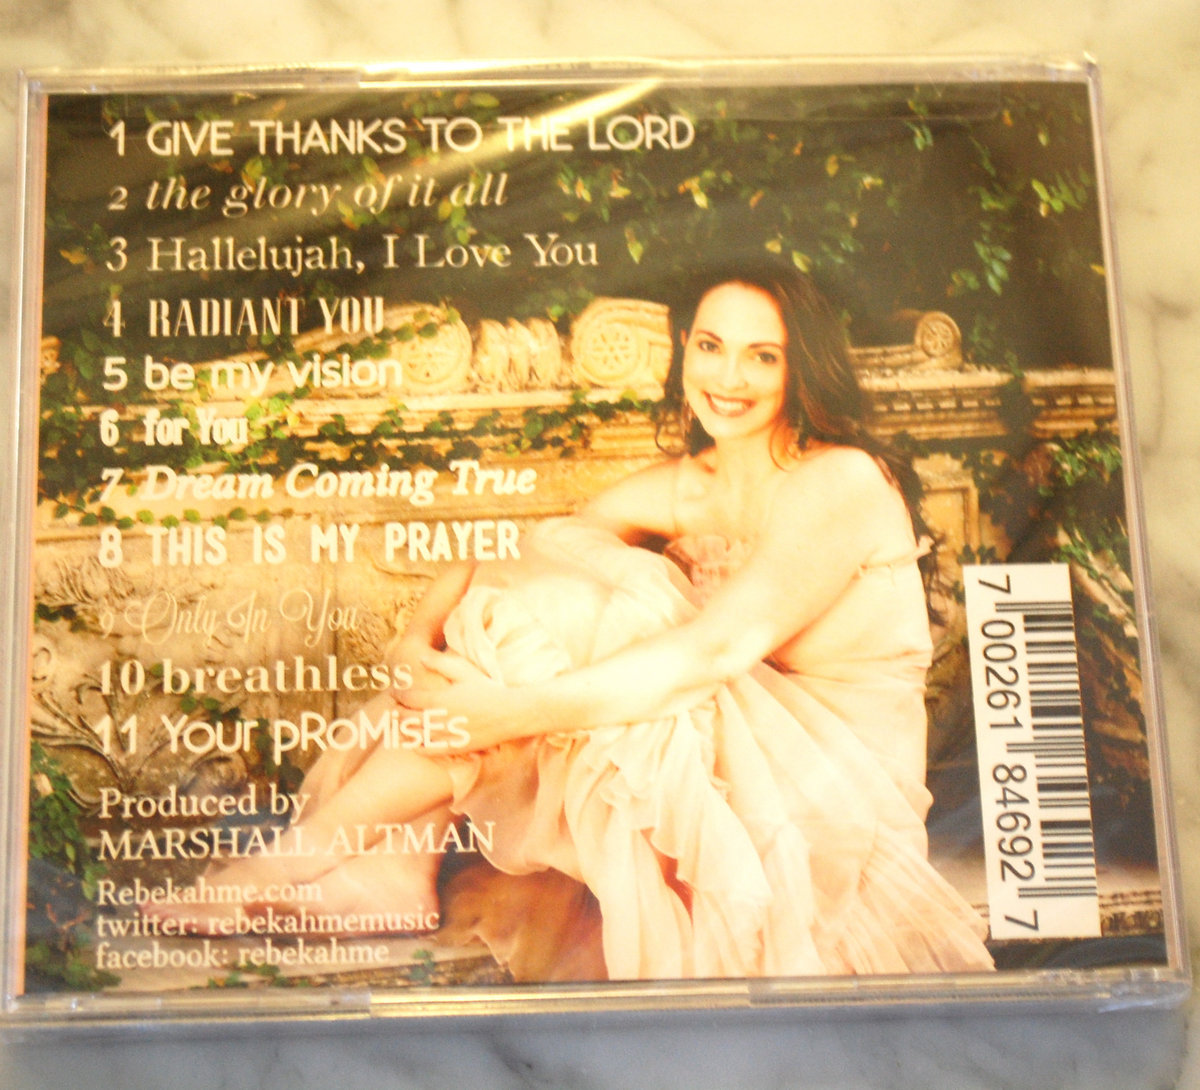 1 GIVE THANKS TO THE LORD
2 the glory of it all
3 Hallelujah, I Love You
4 RADIANT YOU
5 be my vision
6 for You
7 Dream Coming True
8 THIS IS MY PRAYER
9 Only In You
10 breathless
11 YOur pRoMisEs
Produced by
MARSHALL ALTMAN
Rebekahme.com
twitter: rebekahmemusic
facebook: rebekahme
7 00261 84692 7